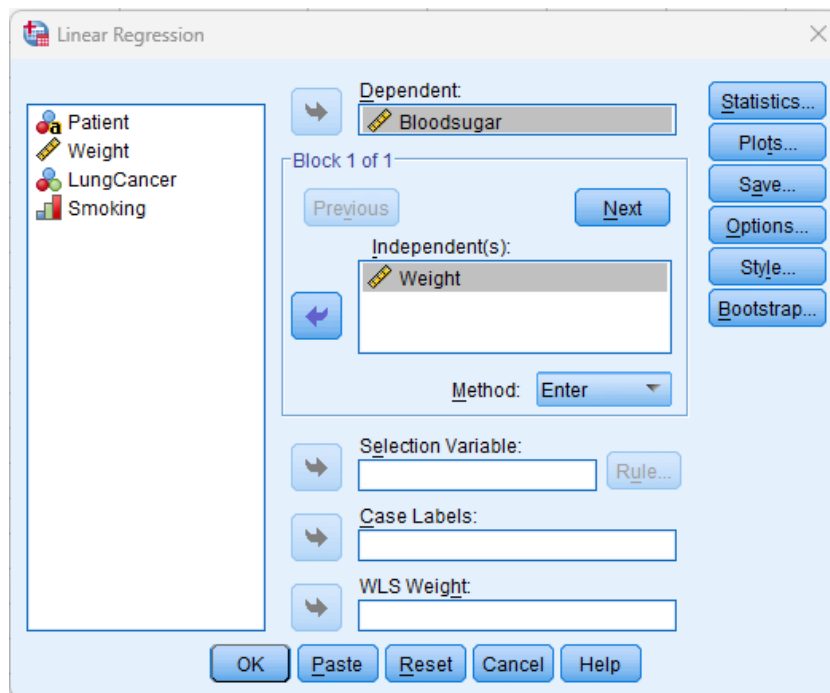 Linear Regression
Patient
Weight
LungCancer
Smoking
Dependent:
Bloodsugar
Block 1 of 1
Previous
Next
Independent(s):
Weight
Method:
Enter
Selection Variable:
Rule...
Case Labels:
WLS Weight:
Statistics...
Plots...
Save...
Options...
Style...
Bootstrap...
OK
Paste
Reset
Cancel
Help